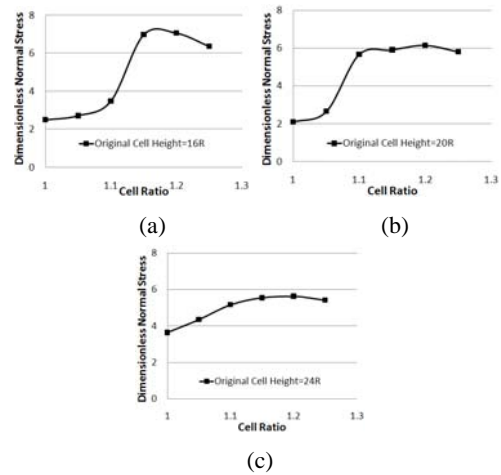 Dimensionless Normal Stress
8
6
4
2
0
Original Cell Height=16R
1
1.1
1.2
1.3
Cell Ratio
(a)
Dimensionless Normal Stress
8
6
4
2
0
Original Cell Height=20R
1
1.1
1.2
1.3
Cell Ratio
(b)
Dimensionless Normal Stress
8
6
4
2
0
Original Cell Height=24R
1
1.1
1.2
1.3
Cell Ratio
(c)